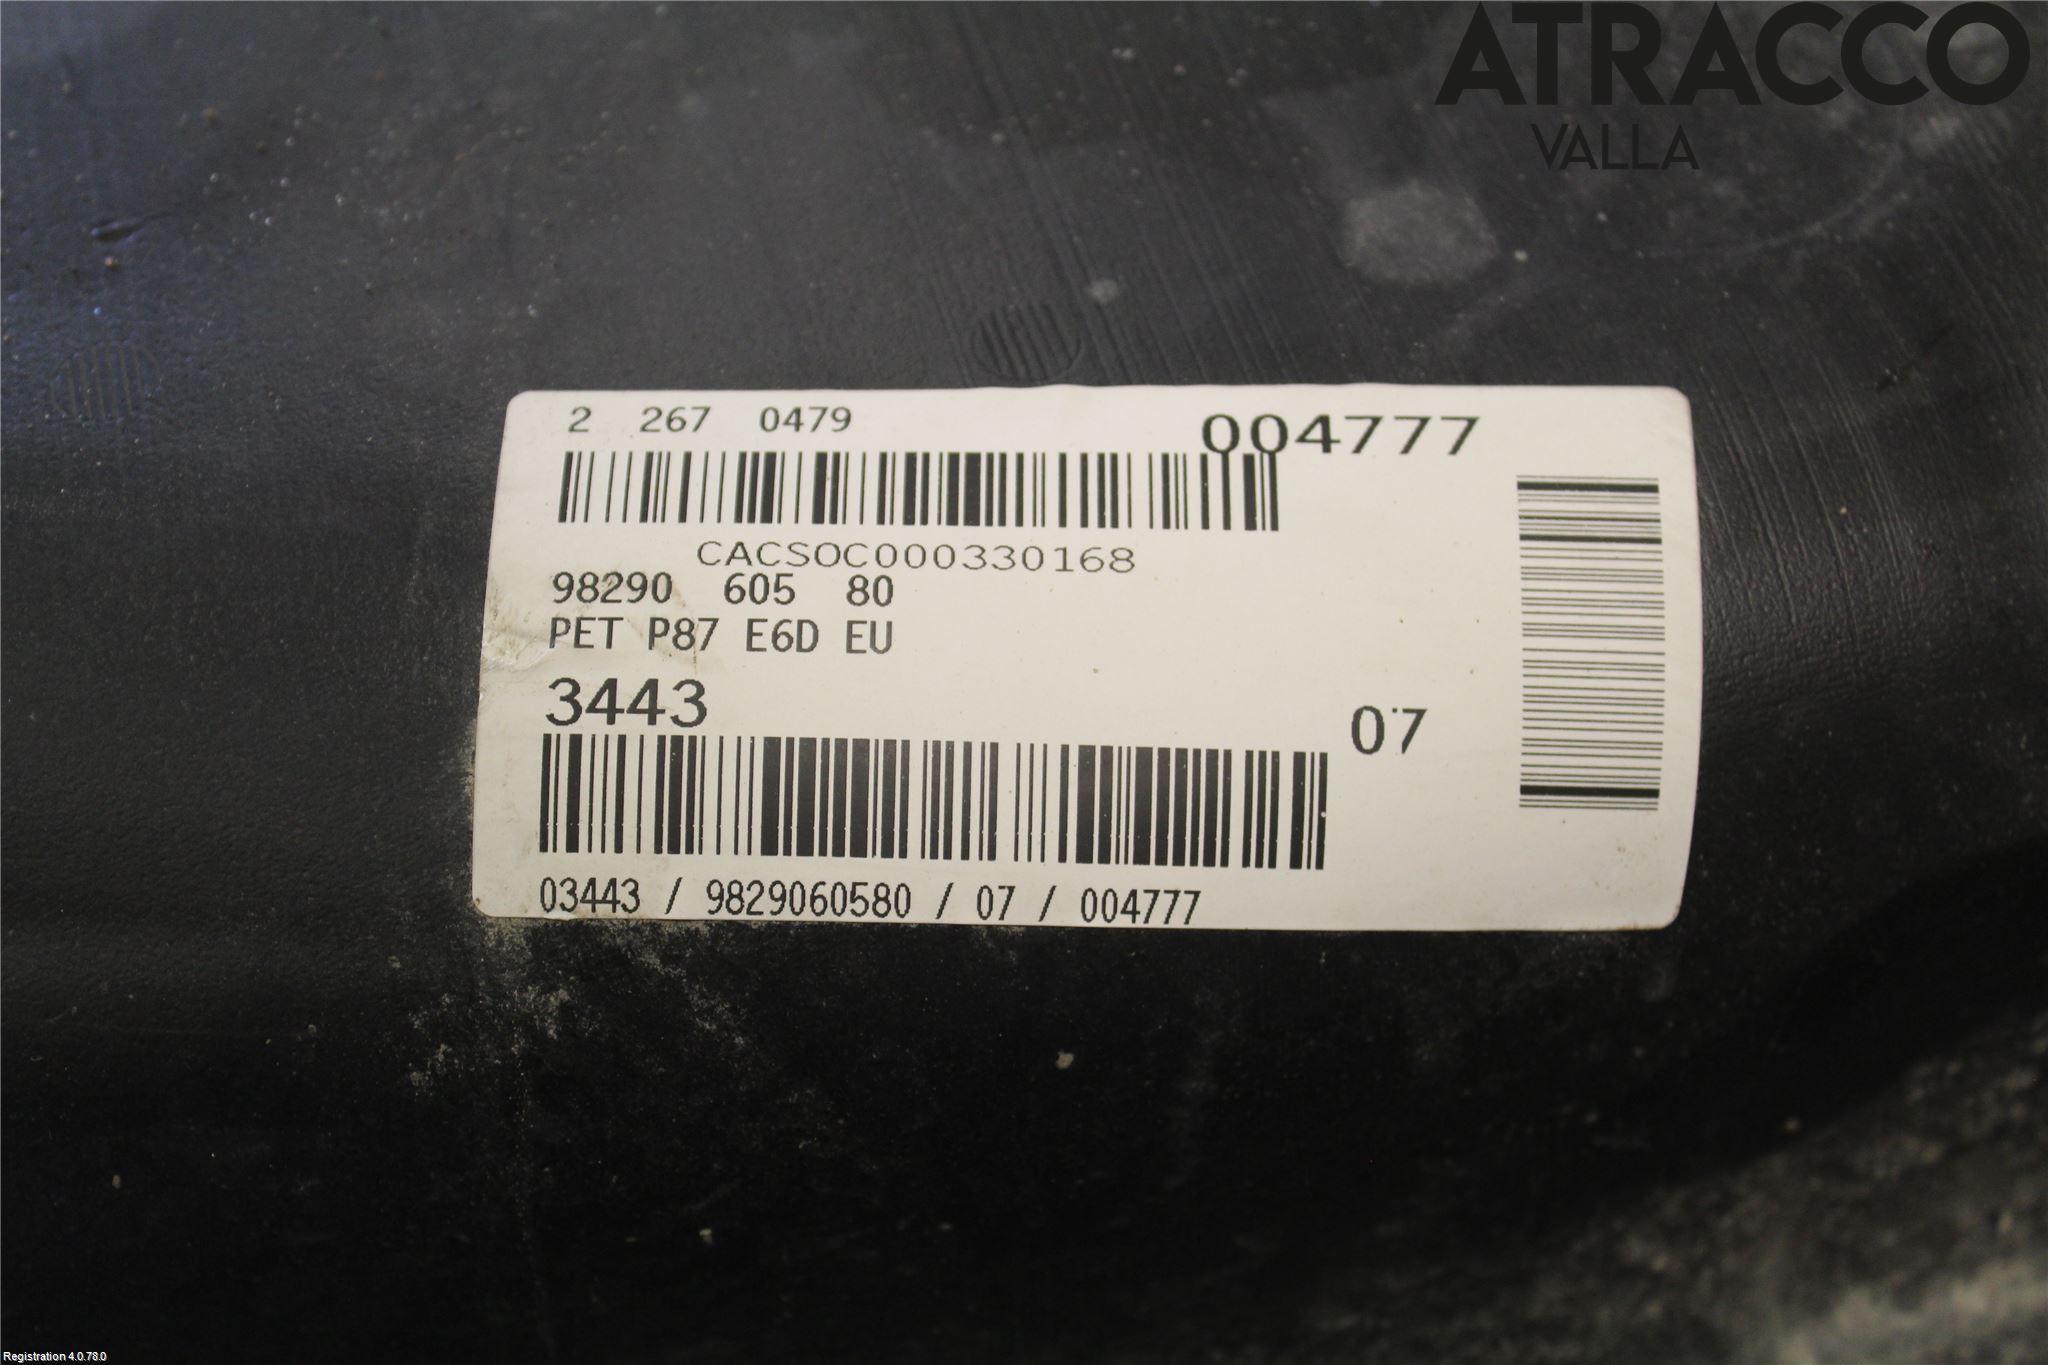 ATRACCO
VALLA
2 267 0479
004777
CACSOC000330168
98290 605 80
PET P87 E6D EU
3443
07
03443 / 9829060580 / 07 / 004777
Registration 4.0.78.0